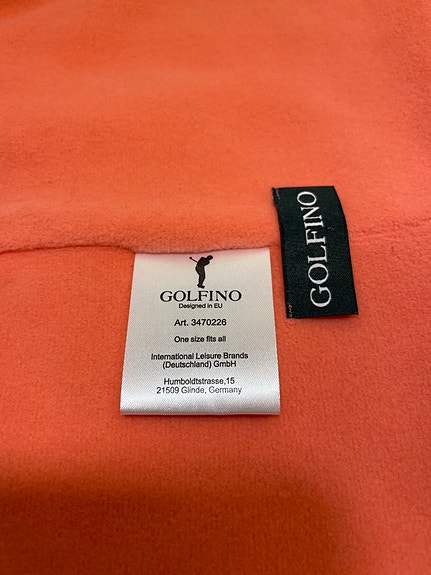 GOLFINO
Designed in EU
Art. 3470226
One size fits all
International Leisure Brands
(Deutschland) GmbH
Humboldtstrasse,15
21509 Glinde, Germany
GOLFINO